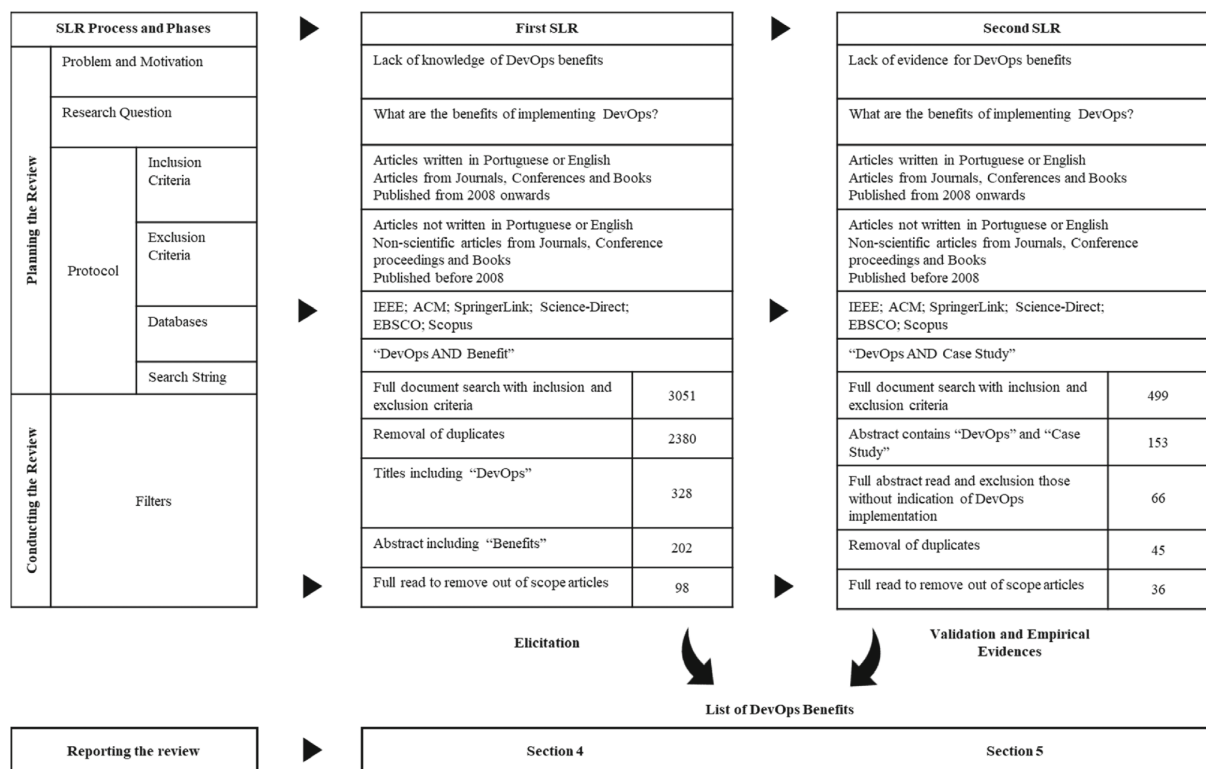 SLR Process and Phases
First SLR
Second SLR
Planning the Review
Problem and Motivation
Lack of knowledge of DevOps benefits
Lack of evidence for DevOps benefits
Research Question
What are the benefits of implementing DevOps?
What are the benefits of implementing DevOps?
Protocol
Inclusion
Criteria
Articles written in Portuguese or English
Articles from Journals, Conferences and Books
Published from 2008 onwards
Articles written in Portuguese or English
Articles from Journals, Conferences and Books
Published from 2008 onwards
Exclusion
Criteria
Articles not written in Portuguese or English
Non-scientific articles from Journals, Conference
proceedings and Books
Published before 2008
Articles not written in Portuguese or English
Non-scientific articles from Journals, Conference
proceedings and Books
Published before 2008
Databases
IEEE; ACM; SpringerLink; Science-Direct;
EBSCO; Scopus
IEEE; ACM; SpringerLink; Science-Direct;
EBSCO; Scopus
Search String
“DevOps AND Benefit”
“DevOps AND Case Study”
Conducting the Review
Filters
Full document search with inclusion and
exclusion criteria
3051
Full document search with inclusion and
exclusion criteria
499
Removal of duplicates
2380
Abstract contains “DevOps” and “Case
Study”
153
Titles including “DevOps”
328
Full abstract read and exclusion those
without indication of DevOps
implementation
66
Abstract including “Benefits”
202
Removal of duplicates
45
Full read to remove out of scope articles
98
Full read to remove out of scope articles
36
Elicitation
Validation and Empirical
Evidences
List of DevOps Benefits
Reporting the review
Section 4
Section 5